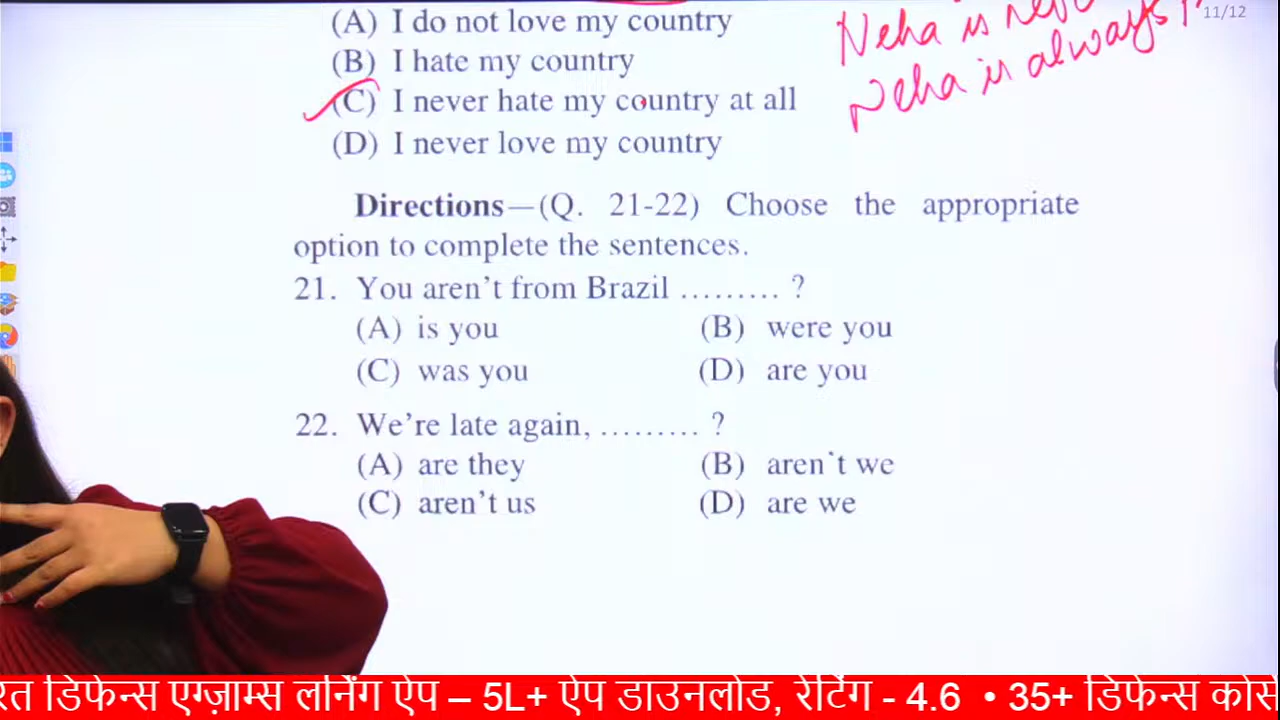 (A) I do not love my country
(B) I hate my country
(C) I never hate my country at all
(D) I never love my country
Neha is
Neha is always
11/12
Directions—(Q. 21-22) Choose the appropriate
option to complete the sentences.
21. You aren't from Brazil ......... ?
(A) is you (B) were you
(C) was you (D) are you
22. We're late again, ......... ?
(A) are they (B) aren't we
(C) aren't us (D) are we
डिफेन्स एग्ज़ाम्स लर्निंग ऐप – 5L+ ऐप डाउनलोड, रेटिंग - 4.6 • 35+ डिफेन्स